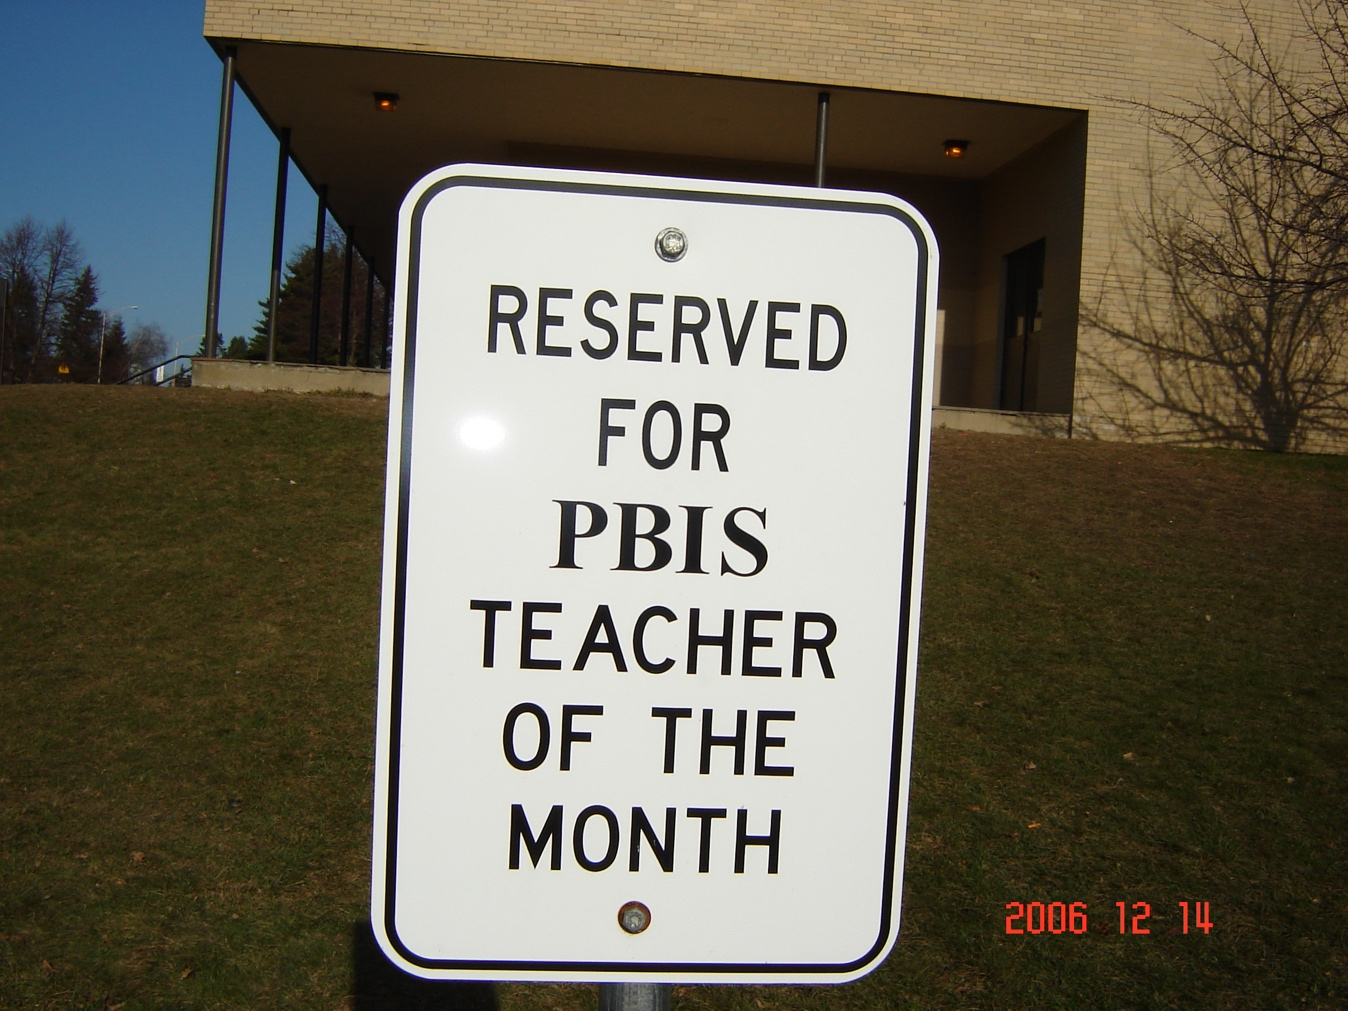 RESERVED
FOR
PBIS
TEACHER
OF THE
MONTH
2006 12 14